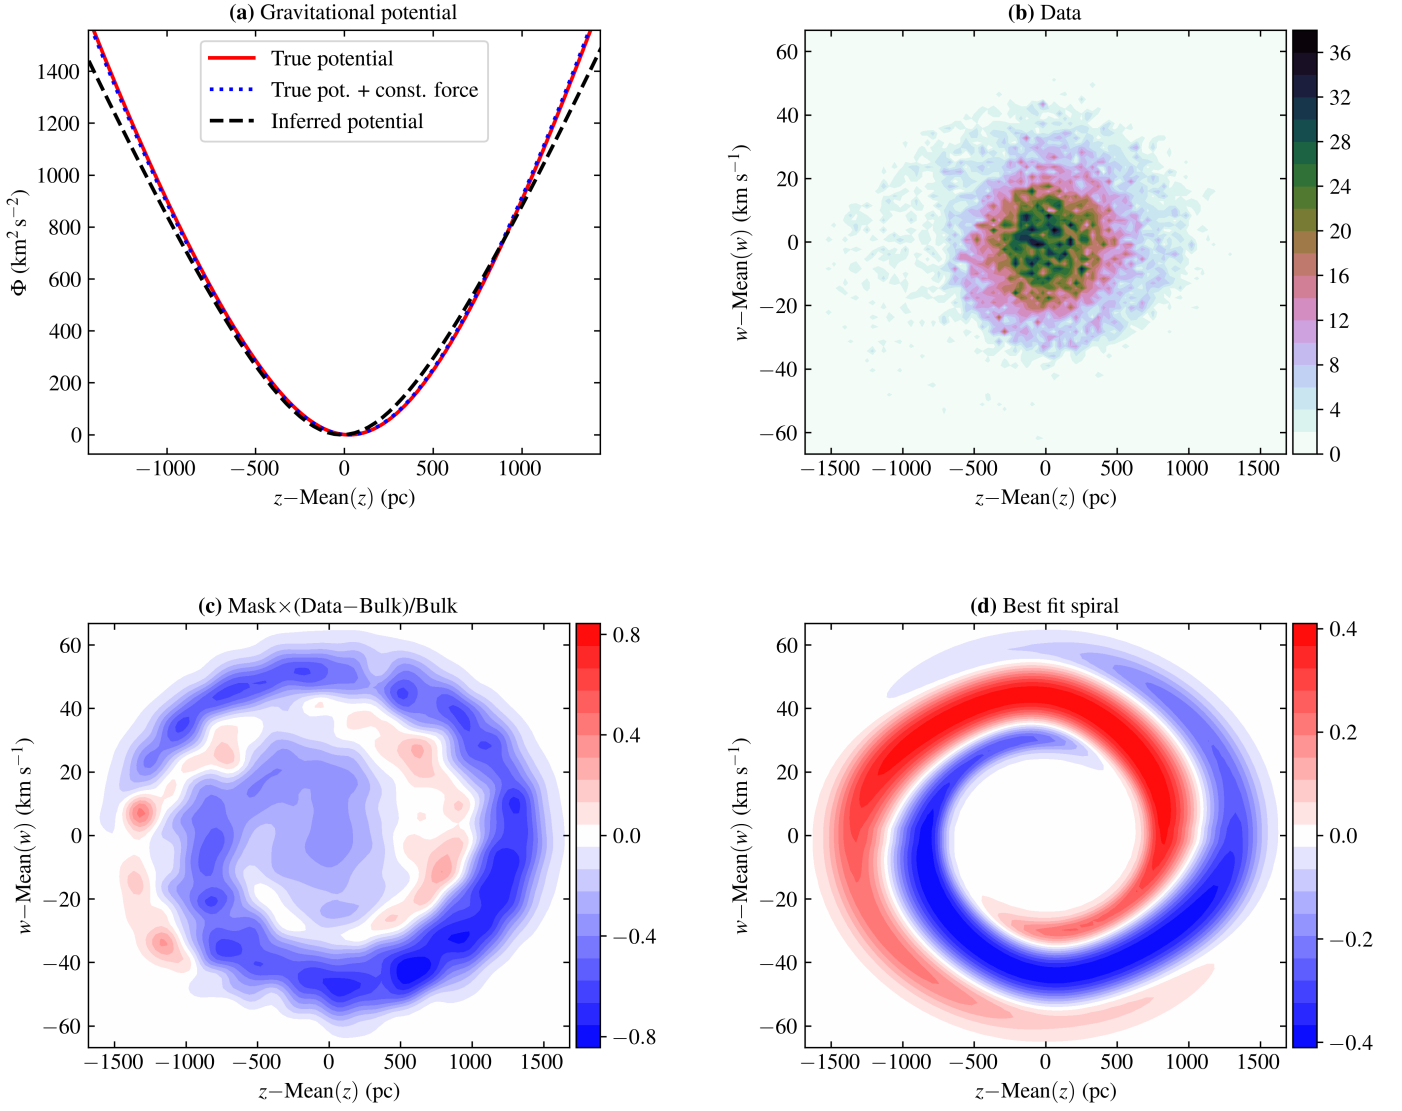 (a) Gravitational potential
True potential
True pot. + const. force
Inferred potential
Φ (km² s⁻²)
1400
1200
1000
800
600
400
200
0
−1000 −500 0 500 1000
z−Mean(z) (pc)
(b) Data
w−Mean(w) (km s⁻¹)
60
40
20
0
−20
−40
−60
−1500 −1000 −500 0 500 1000 1500
z−Mean(z) (pc)
36
32
28
24
20
16
12
8
4
0
(c) Mask×(Data−Bulk)/Bulk
w−Mean(w) (km s⁻¹)
60
40
20
0
−20
−40
−60
−1500 −1000 −500 0 500 1000 1500
z−Mean(z) (pc)
0.8
0.4
0.0
−0.4
−0.8
(d) Best fit spiral
w−Mean(w) (km s⁻¹)
60
40
20
0
−20
−40
−60
−1500 −1000 −500 0 500 1000 1500
z−Mean(z) (pc)
0.4
0.2
0.0
−0.2
−0.4